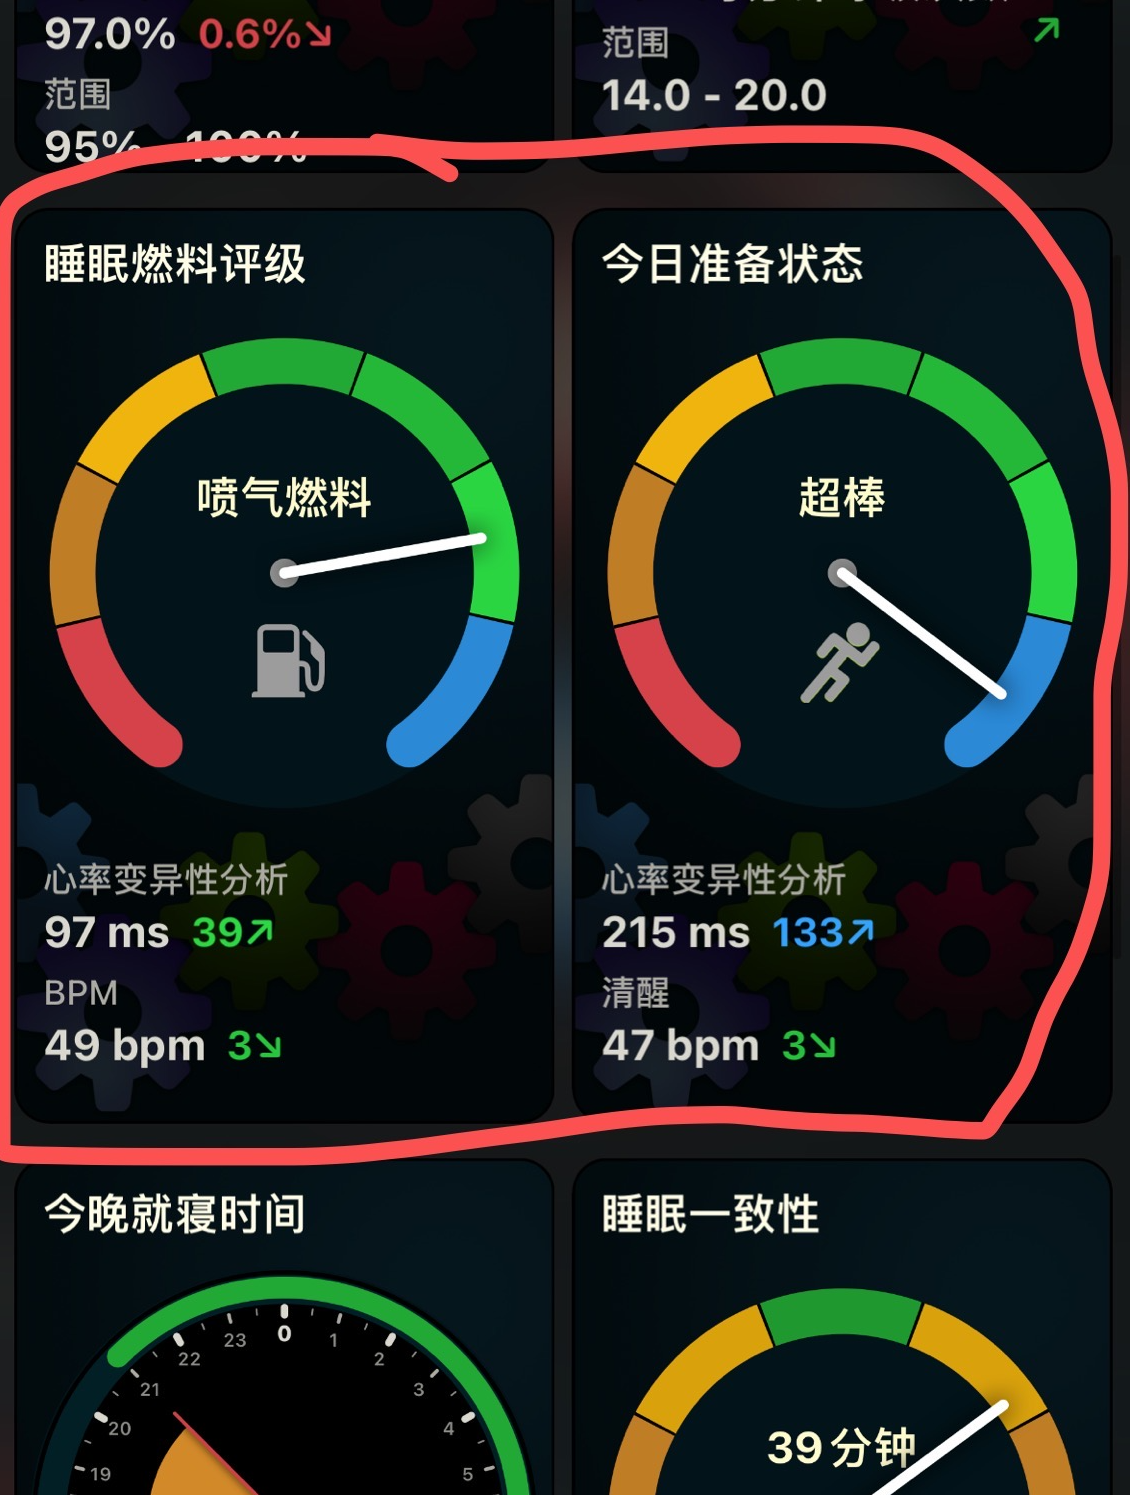 97.0% 0.6%↘
范围
95% - 100%
范围
↗
14.0 - 20.0
睡眠燃料评级
喷气燃料
心率变异性分析
97 ms 39↗
BPM
49 bpm 3↘
今日准备状态
超棒
心率变异性分析
215 ms 133↗
清醒
47 bpm 3↘
今晚就寝时间
19
20
21
22
23
0
1
2
3
4
5
睡眠一致性
39 分钟